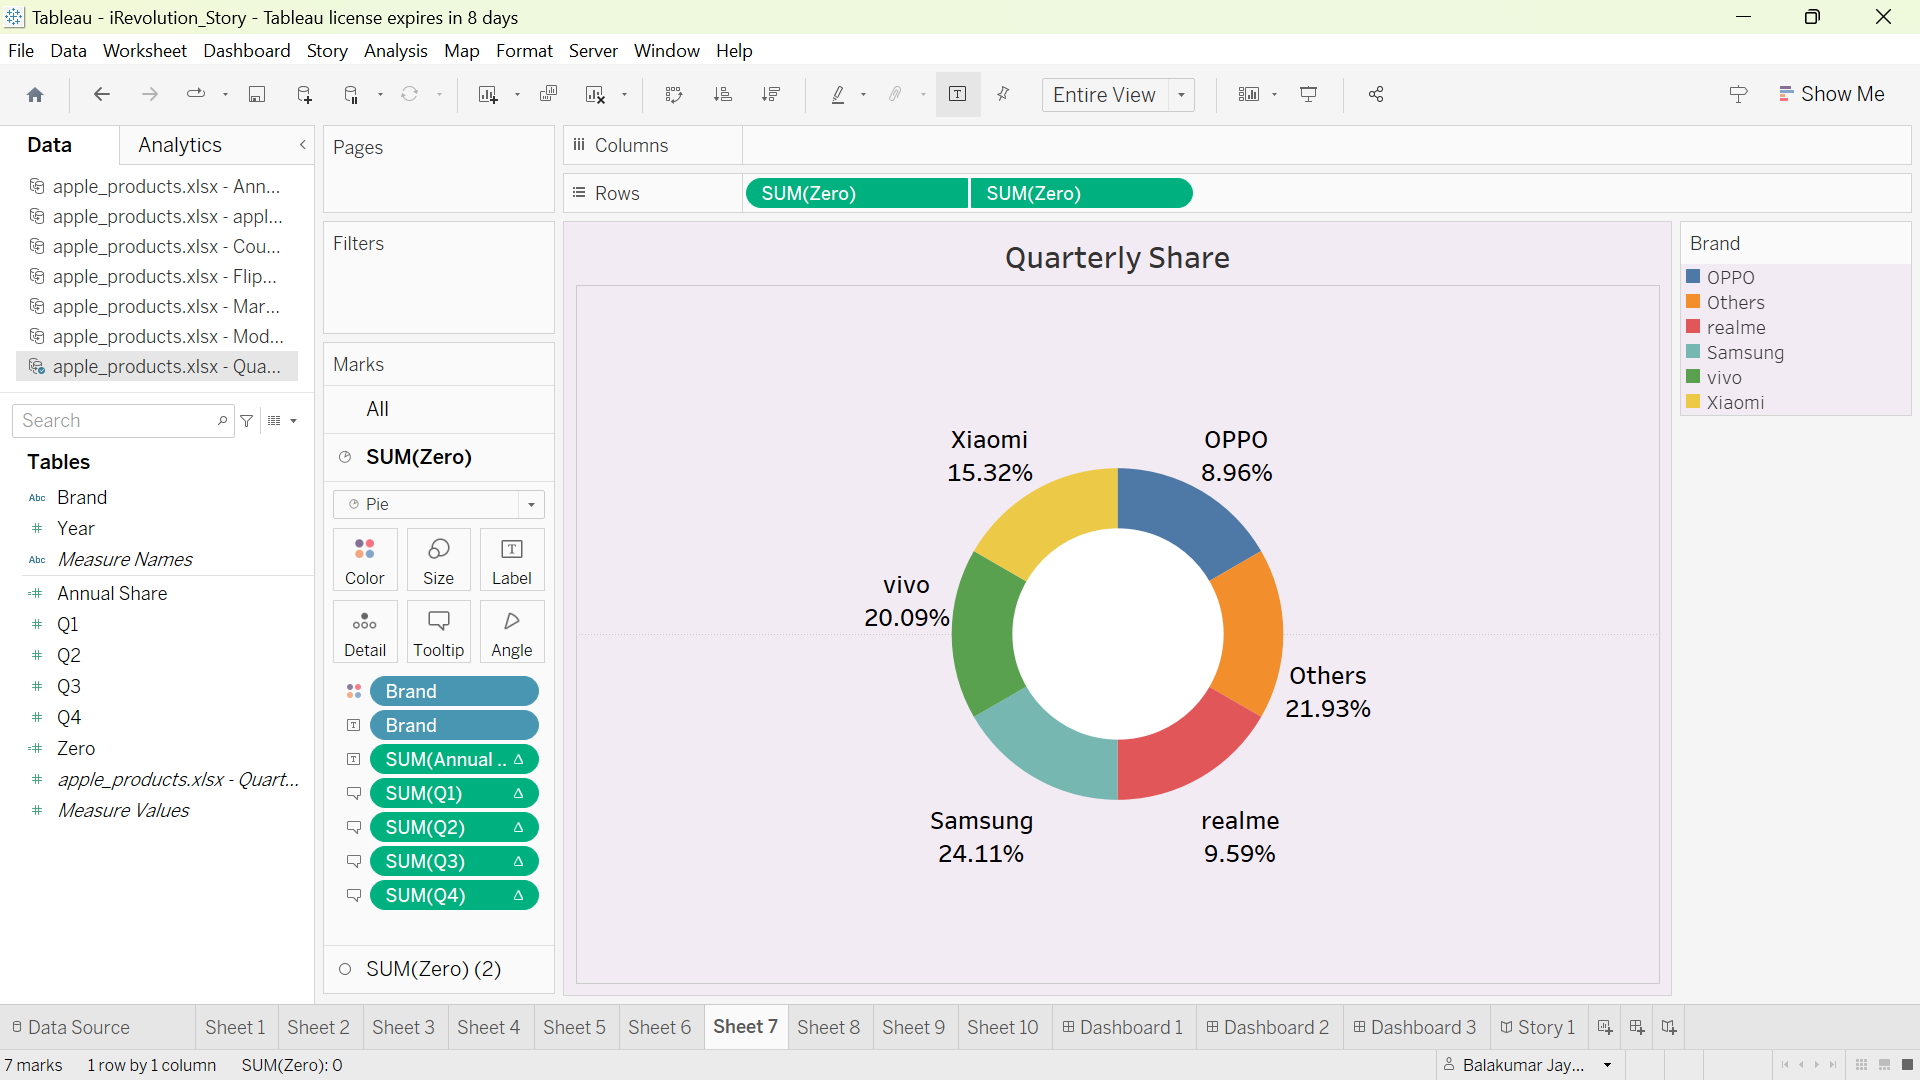 Tableau - iRevolution_Story - Tableau license expires in 8 days
File Data Worksheet Dashboard Story Analysis Map Format Server Window Help
Entire View
Show Me
Data
Analytics
apple_products.xlsx - Ann...
apple_products.xlsx - appl...
apple_products.xlsx - Cou...
apple_products.xlsx - Flip...
apple_products.xlsx - Mar...
apple_products.xlsx - Mod...
apple_products.xlsx - Qua...
Search
Tables
Abc Brand
# Year
Abc Measure Names
=# Annual Share
# Q1
# Q2
# Q3
# Q4
=# Zero
# apple_products.xlsx - Quart...
# Measure Values
Pages
Filters
Marks
All
SUM(Zero)
Pie
Color Size Label
Detail Tooltip Angle
Brand
Brand
SUM(Annual ..
SUM(Q1)
SUM(Q2)
SUM(Q3)
SUM(Q4)
SUM(Zero) (2)
Columns
Rows SUM(Zero) SUM(Zero)
Quarterly Share
Xiaomi
15.32%
OPPO
8.96%
vivo
20.09%
Others
21.93%
Samsung
24.11%
realme
9.59%
Brand
OPPO
Others
realme
Samsung
vivo
Xiaomi
Data Source Sheet 1 Sheet 2 Sheet 3 Sheet 4 Sheet 5 Sheet 6 Sheet 7 Sheet 8 Sheet 9 Sheet 10 Dashboard 1 Dashboard 2 Dashboard 3 Story 1
7 marks 1 row by 1 column SUM(Zero): 0 Balakumar Jay...